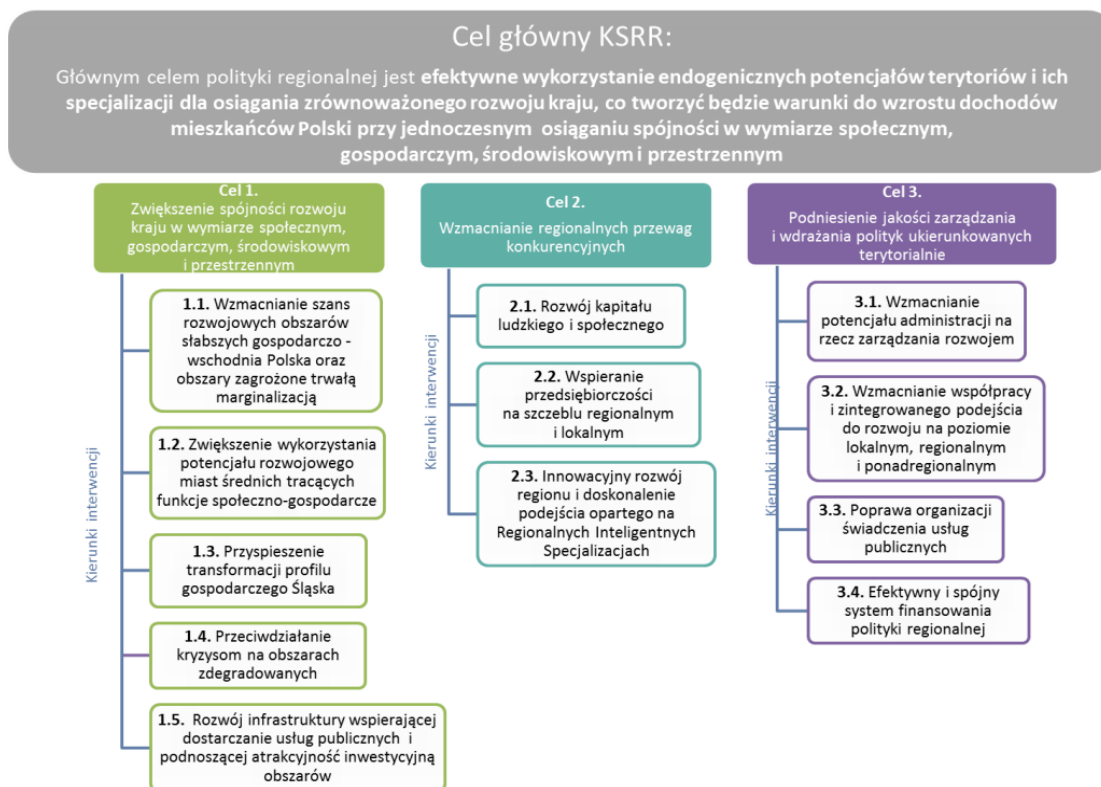 Cel główny KSRR:
Głównym celem polityki regionalnej jest efektywne wykorzystanie endogenicznych potencjałów terytoriów i ich
specjalizacji dla osiągania zrównoważonego rozwoju kraju, co tworzyć będzie warunki do wzrostu dochodów
mieszkańców Polski przy jednoczesnym osiąganiu spójności w wymiarze społecznym,
gospodarczym, środowiskowym i przestrzennym
Cel 1.
Zwiększenie spójności rozwoju
kraju w wymiarze społecznym,
gospodarczym, środowiskowym
i przestrzennym
Kierunki interwencji
1.1. Wzmacnianie szans
rozwojowych obszarów
słabszych gospodarczo -
wschodnia Polska oraz
obszary zagrożone trwałą
marginalizacją
1.2. Zwiększenie wykorzystania
potencjału rozwojowego
miast średnich tracących
funkcje społeczno-gospodarcze
1.3. Przyspieszenie
transformacji profilu
gospodarczego Śląska
1.4. Przeciwdziałanie
kryzysom na obszarach
zdegradowanych
1.5. Rozwój infrastruktury wspierającej
dostarczanie usług publicznych i
podnoszącej atrakcyjność inwestycyjną
obszarów
Cel 2.
Wzmacnianie regionalnych przewag
konkurencyjnych
Kierunki interwencji
2.1. Rozwój kapitału
ludzkiego i społecznego
2.2. Wspieranie
przedsiębiorczości
na szczeblu regionalnym
i lokalnym
2.3. Innowacyjny rozwój
regionu i doskonalenie
podejścia opartego na
Regionalnych Inteligentnych
Specjalizacjach
Cel 3.
Podniesienie jakości zarządzania
i wdrażania polityk ukierunkowanych
terytorialnie
Kierunki interwencji
3.1. Wzmacnianie
potencjału administracji na
rzecz zarządzania rozwojem
3.2. Wzmacnianie współpracy
i zintegrowanego podejścia
do rozwoju na poziomie
lokalnym, regionalnym
i ponadregionalnym
3.3. Poprawa organizacji
świadczenia usług
publicznych
3.4. Efektywny i spójny
system finansowania
polityki regionalnej